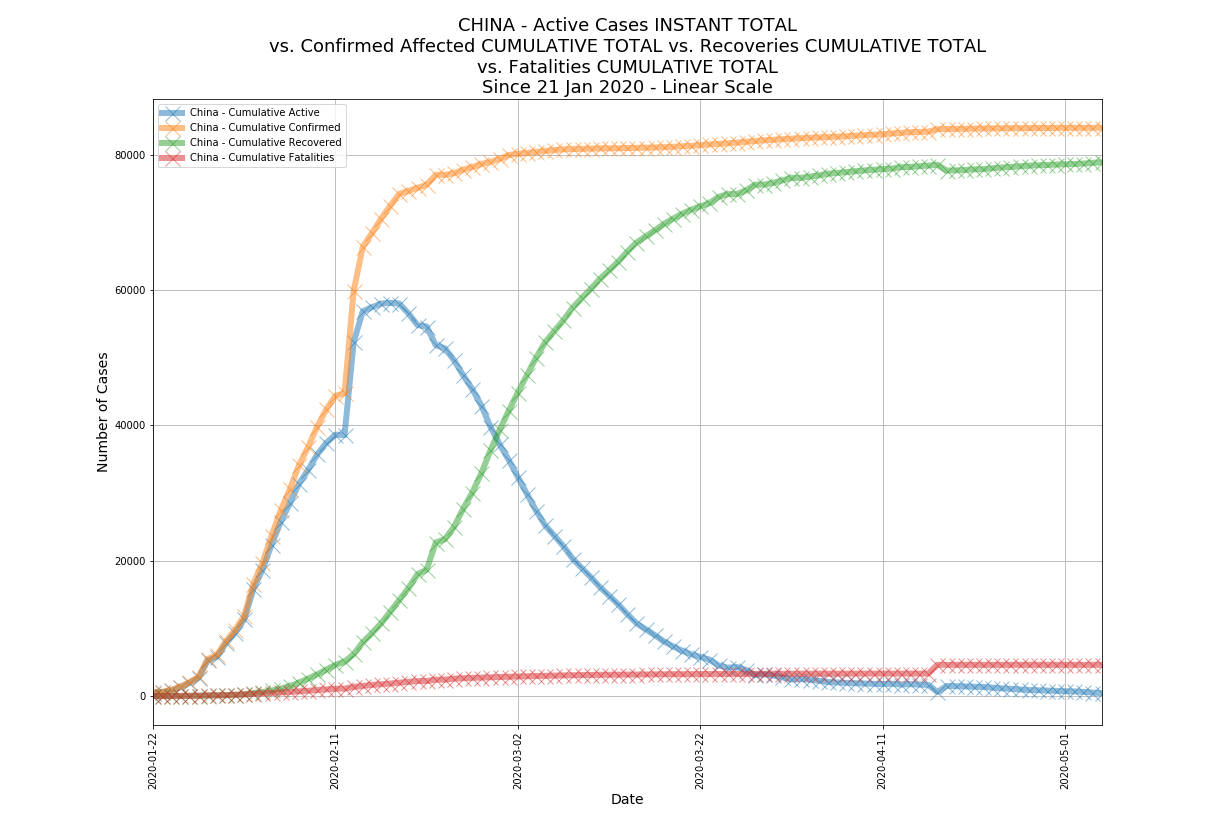 CHINA - Active Cases INSTANT TOTAL
vs. Confirmed Affected CUMULATIVE TOTAL vs. Recoveries CUMULATIVE TOTAL
vs. Fatalities CUMULATIVE TOTAL
Since 21 Jan 2020 - Linear Scale
China - Cumulative Active
China - Cumulative Confirmed
China - Cumulative Recovered
China - Cumulative Fatalities
80000
60000
40000
20000
0
Number of Cases
2020-01-22
2020-02-11
2020-03-02
2020-03-22
2020-04-11
2020-05-01
Date